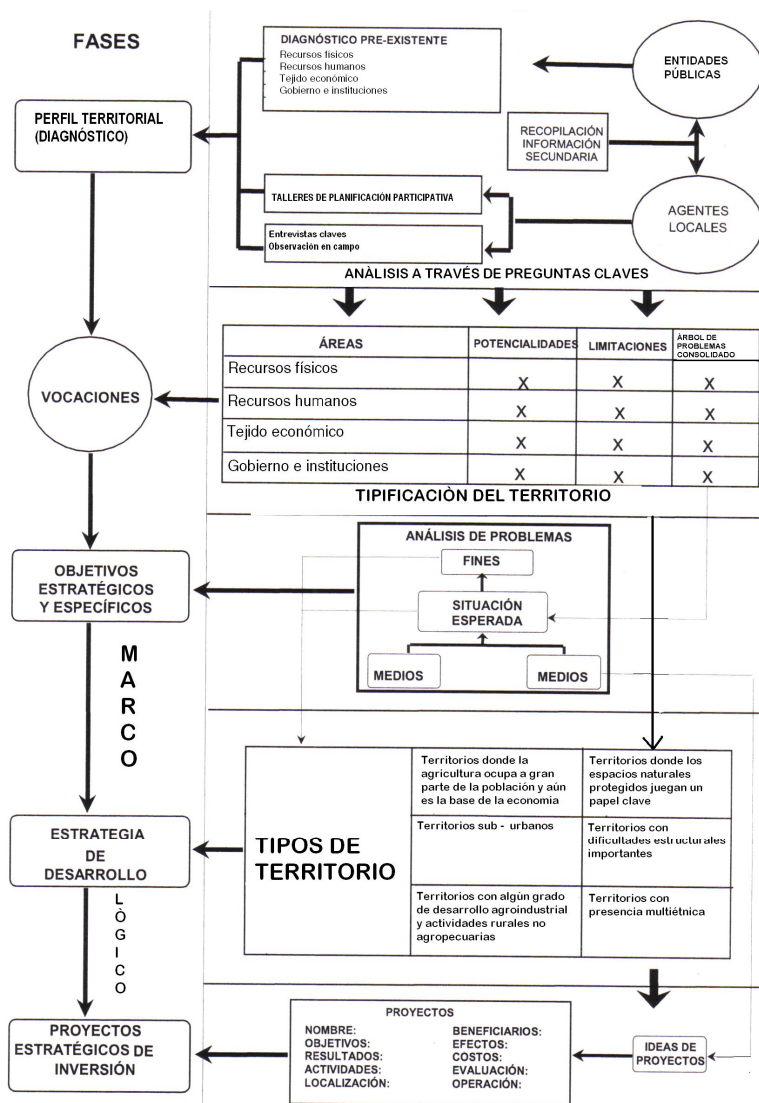 FASES
DIAGNÓSTICO PRE-EXISTENTE
Recursos físicos
Recursos humanos
Tejido económico
Gobierno e instituciones
ENTIDADES
PÚBLICAS
PERFIL TERRITORIAL
(DIAGNÓSTICO)
RECOPILACIÓN
INFORMACIÓN
SECUNDARIA
TALLERES DE PLANIFICACIÓN PARTICIPATIVA
AGENTES
LOCALES
Entrevistas claves
Observación en campo
ANÀLISIS A TRAVÉS DE PREGUNTAS CLAVES
ÁREAS
POTENCIALIDADES
LIMITACIONES
ÀRBOL DE
PROBLEMAS
CONSOLIDADO
Recursos físicos
X X X
Recursos humanos
X X X
Tejido económico
X X X
Gobierno e instituciones
X X X
VOCACIONES
TIPIFICACIÒN DEL TERRITORIO
ANÁLISIS DE PROBLEMAS
FINES
SITUACIÓN
ESPERADA
MEDIOS
MEDIOS
OBJETIVOS
ESTRATÉGICOS
Y ESPECÍFICOS
M
A
R
C
O
TIPOS DE
TERRITORIO
Territorios donde la
agricultura ocupa a gran
parte de la población y aún
es la base de la economia
Territorios donde los
espacios naturales
protegidos juegan un
papel clave
Territorios sub - urbanos
Territorios con
dificultades estructurales
importantes
Territorios con algùn grado
de desarrollo agroindustrial
y actividades rurales no
agropecuarias
Territorios con
presencia multiétnica
ESTRATEGIA
DE
DESARROLLO
L
Ò
G
I
C
O
PROYECTOS
ESTRATÉGICOS DE
INVERSIÓN
PROYECTOS
NOMBRE: BENEFICIARIOS:
OBJETIVOS: EFECTOS:
RESULTADOS: COSTOS:
ACTIVIDADES: EVALUACIÓN:
LOCALIZACIÓN: OPERACIÓN:
IDEAS DE
PROYECTOS